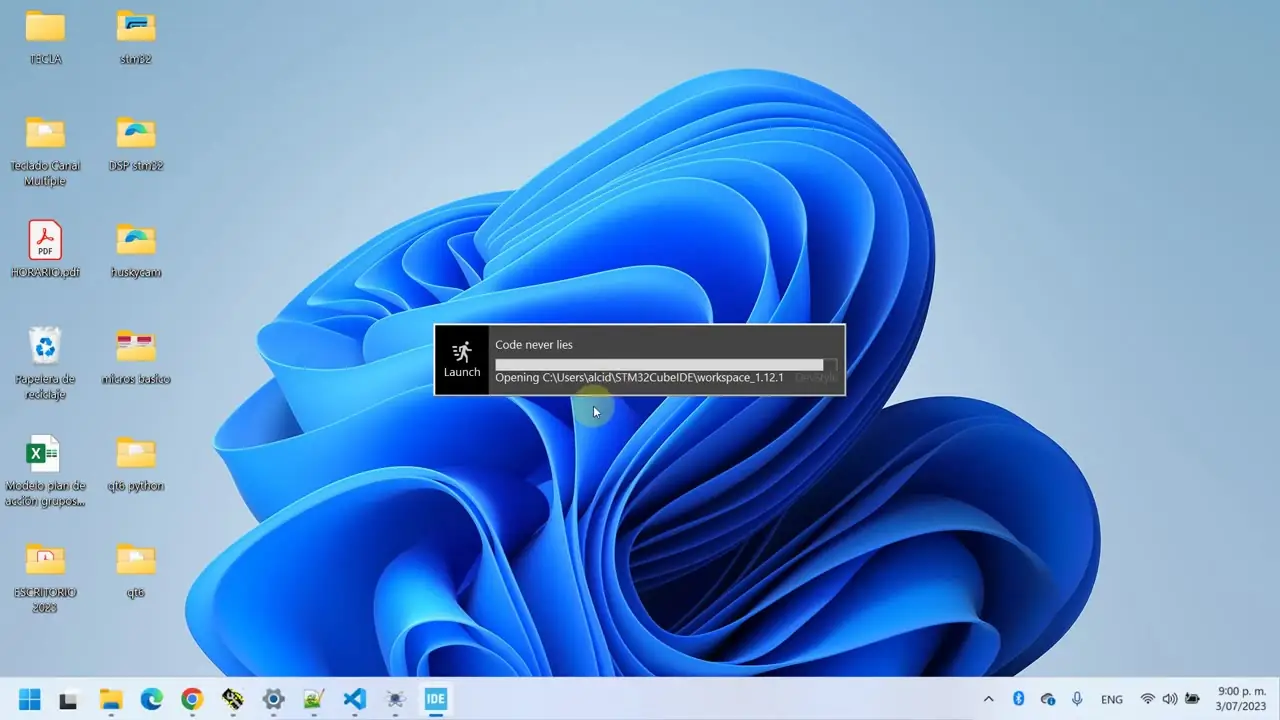 TECLA
stm32
Teclado Canal
Multiple
DSP stm32
PDF
HORARIO.pdf
huskycam
Papelera de
reciclaje
micros basico
X
Modelo plan de
acción grupos...
qt6 python
ESCRITORIO
2023
qt6
Launch
Code never lies
Opening C:\Users\alcid\STM32CubeIDE\workspace_1.12.1
DevStyle
IDE
ENG
9:00 p. m.
3/07/2023